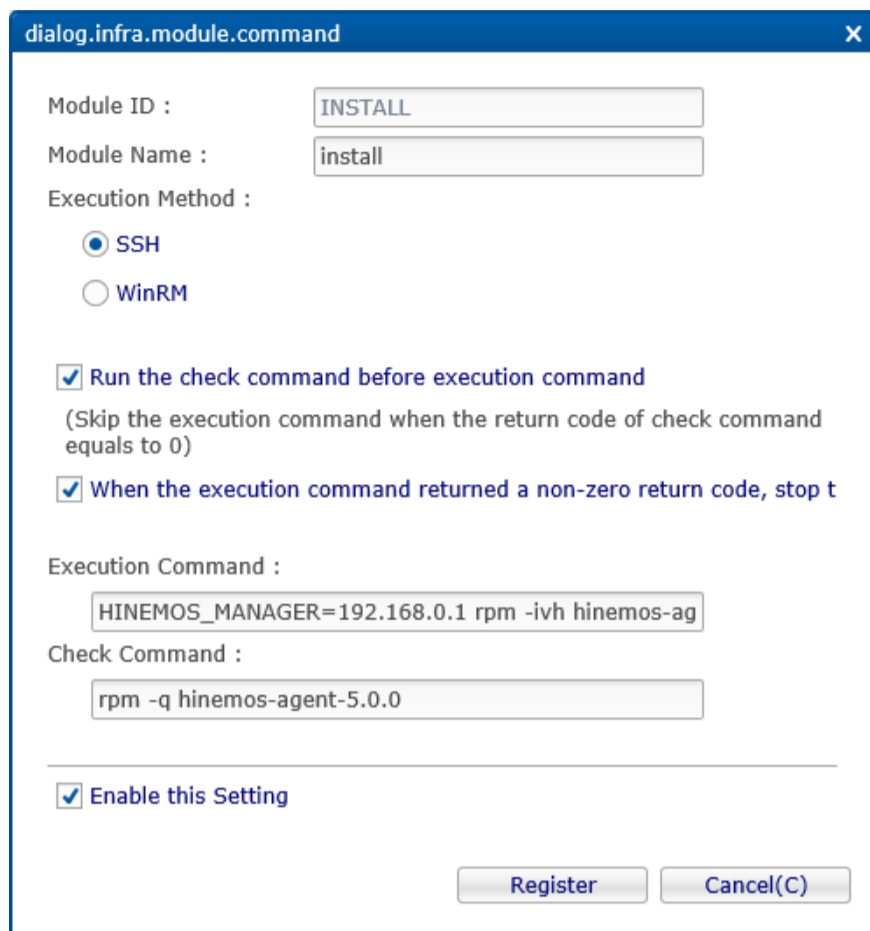 dialog.infra.module.command
Module ID :
INSTALL
Module Name :
install
Execution Method :
SSH
WinRM
Run the check command before execution command
(Skip the execution command when the return code of check command
equals to 0)
When the execution command returned a non-zero return code, stop t
Execution Command :
HINEMOS_MANAGER=192.168.0.1 rpm -ivh hinemos-ag
Check Command :
rpm -q hinemos-agent-5.0.0
Enable this Setting
Register Cancel(C)